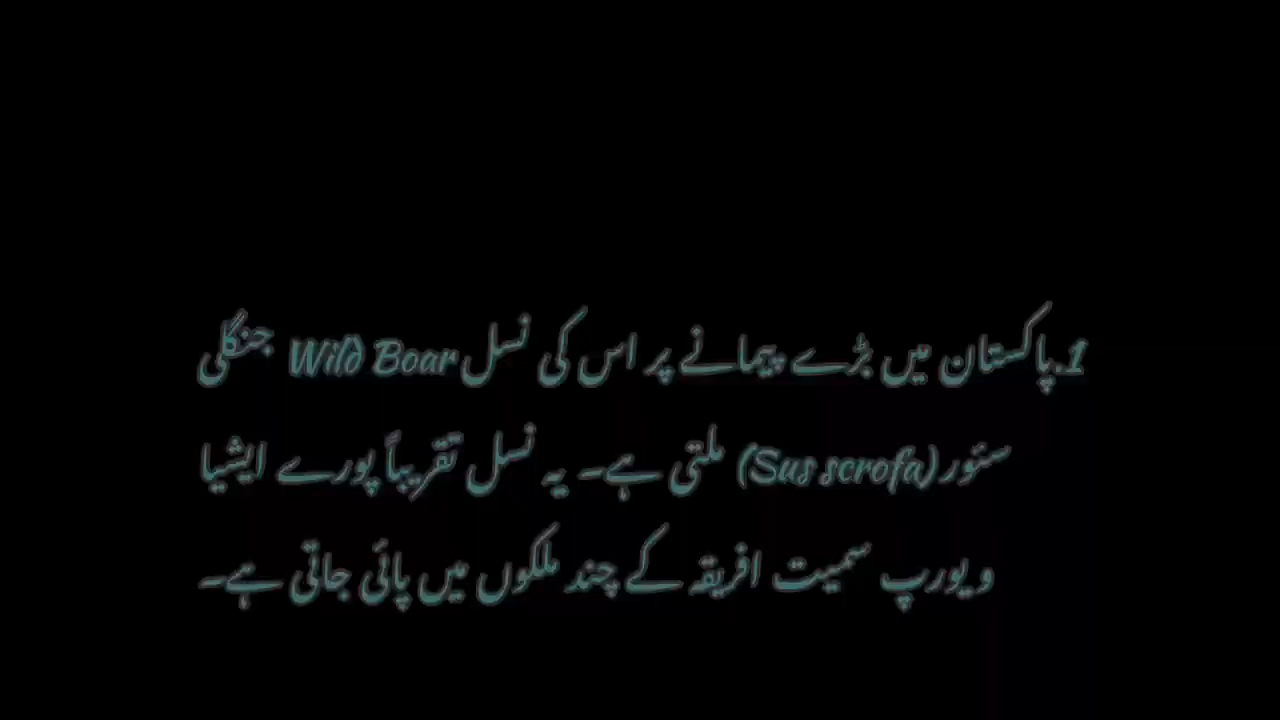 1.پاکستان میں بڑے پیمانے پر اس کی نسل Wild Boar جنگلی
سئور(Sus scrofa) ملتی ہے۔ یہ نسل تقریباً پورے ایشیا
و یورپ سمیت افریقہ کے چند ملکوں میں پائی جاتی ہے۔